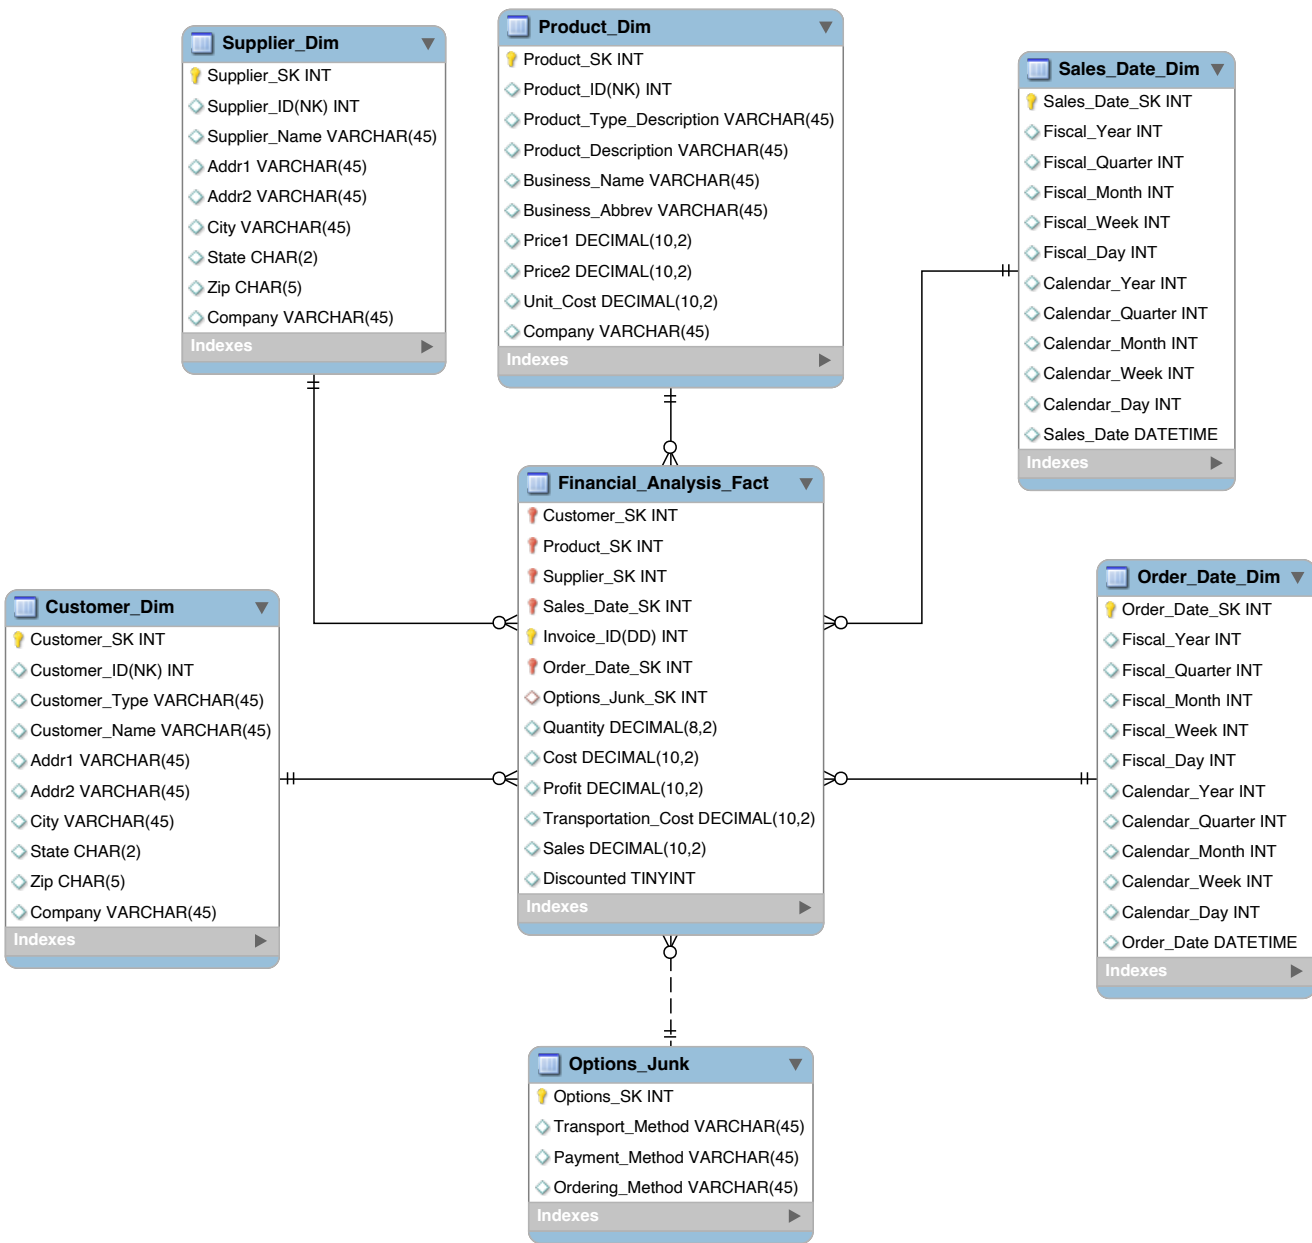 Supplier_Dim
Supplier_SK INT
Supplier_ID(NK) INT
Supplier_Name VARCHAR(45)
Addr1 VARCHAR(45)
Addr2 VARCHAR(45)
City VARCHAR(45)
State CHAR(2)
Zip CHAR(5)
Company VARCHAR(45)
Indexes
Product_Dim
Product_SK INT
Product_ID(NK) INT
Product_Type_Description VARCHAR(45)
Product_Description VARCHAR(45)
Business_Name VARCHAR(45)
Business_Abbrev VARCHAR(45)
Price1 DECIMAL(10,2)
Price2 DECIMAL(10,2)
Unit_Cost DECIMAL(10,2)
Company VARCHAR(45)
Indexes
Sales_Date_Dim
Sales_Date_SK INT
Fiscal_Year INT
Fiscal_Quarter INT
Fiscal_Month INT
Fiscal_Week INT
Fiscal_Day INT
Calendar_Year INT
Calendar_Quarter INT
Calendar_Month INT
Calendar_Week INT
Calendar_Day INT
Sales_Date DATETIME
Indexes
Financial_Analysis_Fact
Customer_SK INT
Product_SK INT
Supplier_SK INT
Sales_Date_SK INT
Invoice_ID(DD) INT
Order_Date_SK INT
Options_Junk_SK INT
Quantity DECIMAL(8,2)
Cost DECIMAL(10,2)
Profit DECIMAL(10,2)
Transportation_Cost DECIMAL(10,2)
Sales DECIMAL(10,2)
Discounted TINYINT
Indexes
Customer_Dim
Customer_SK INT
Customer_ID(NK) INT
Customer_Type VARCHAR(45)
Customer_Name VARCHAR(45)
Addr1 VARCHAR(45)
Addr2 VARCHAR(45)
City VARCHAR(45)
State CHAR(2)
Zip CHAR(5)
Company VARCHAR(45)
Indexes
Order_Date_Dim
Order_Date_SK INT
Fiscal_Year INT
Fiscal_Quarter INT
Fiscal_Month INT
Fiscal_Week INT
Fiscal_Day INT
Calendar_Year INT
Calendar_Quarter INT
Calendar_Month INT
Calendar_Week INT
Calendar_Day INT
Order_Date DATETIME
Indexes
Options_Junk
Options_SK INT
Transport_Method VARCHAR(45)
Payment_Method VARCHAR(45)
Ordering_Method VARCHAR(45)
Indexes